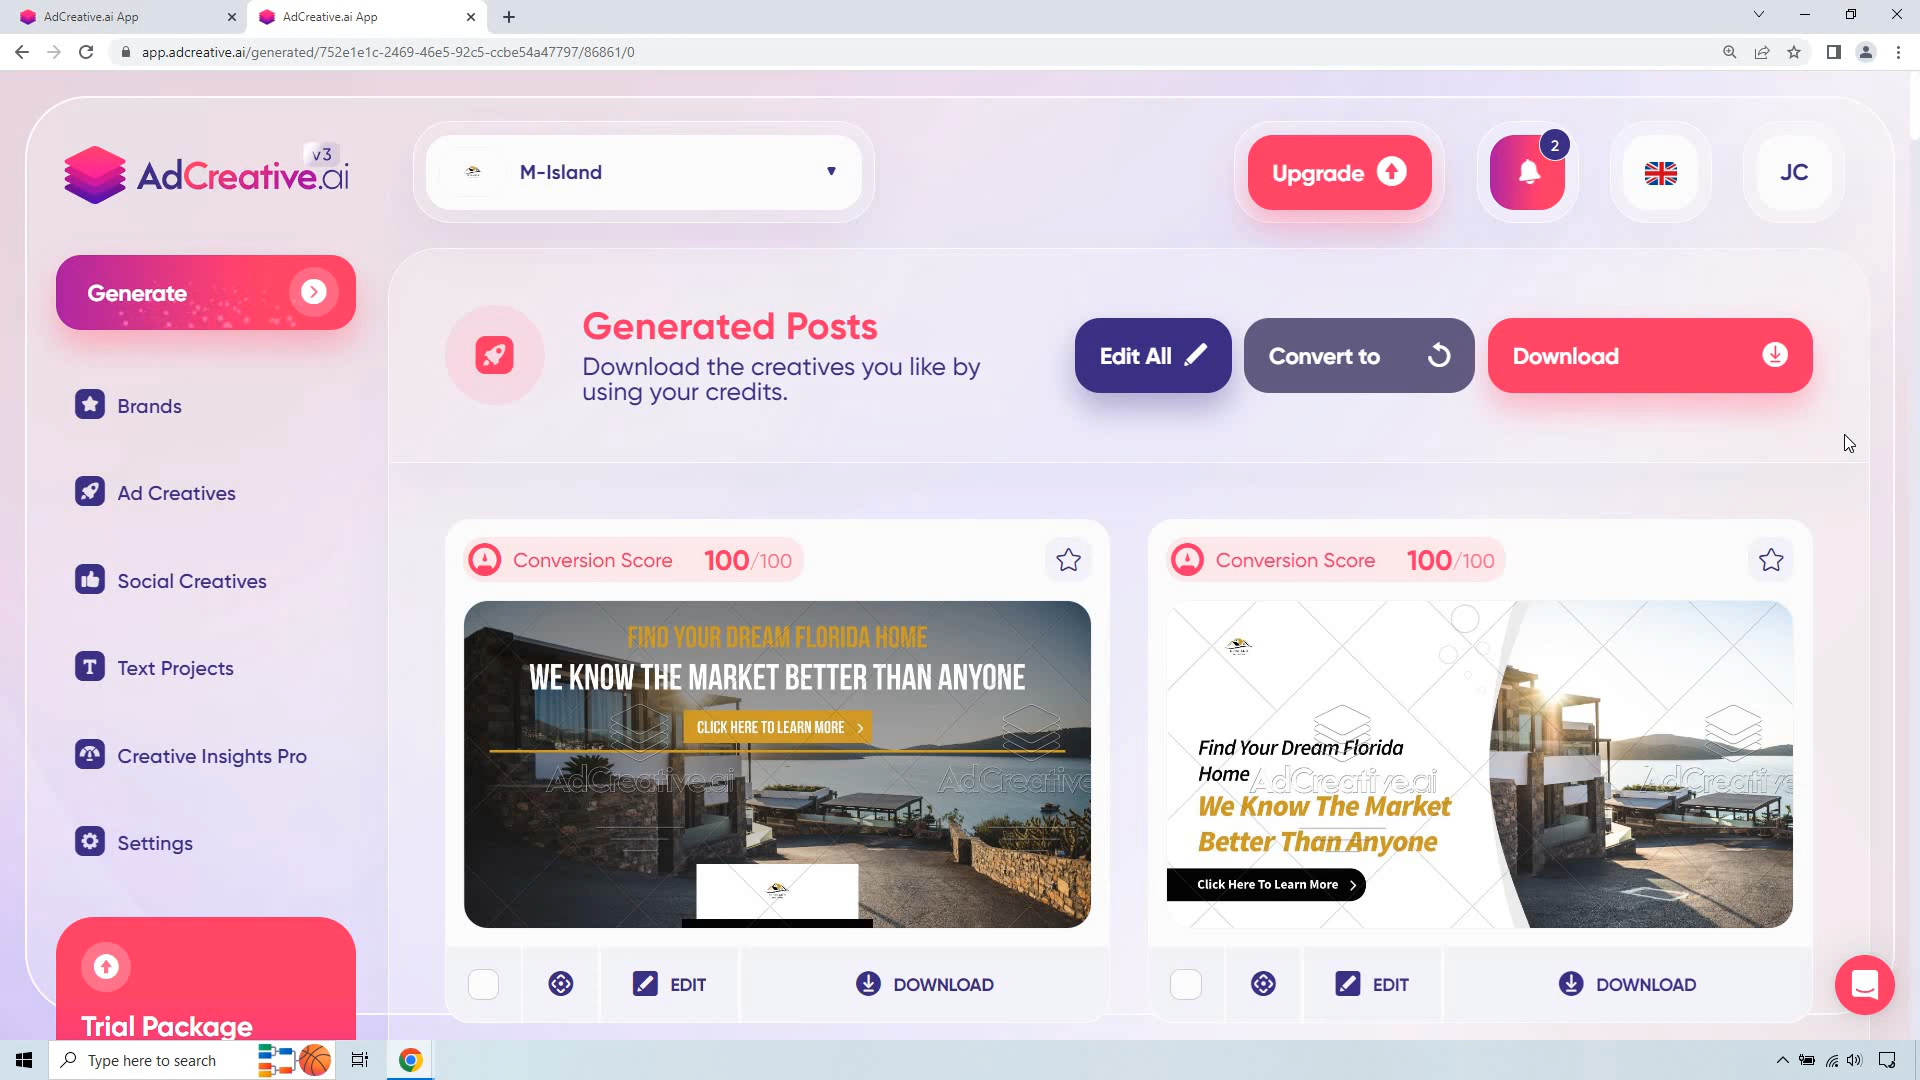 AdCreative.ai App
AdCreative.ai App
app.adcreative.ai/generated/752e1e1c-2469-46e5-92c5-ccbe54a47797/86861/0
AdCreative.ai
v3
M-Island
Upgrade
2
JC
Generate
Brands
Ad Creatives
Social Creatives
Text Projects
Creative Insights Pro
Settings
Trial Package
Generated Posts
Download the creatives you like by
using your credits.
Edit All
Convert to
Download
Conversion Score 100/100
FIND YOUR DREAM FLORIDA HOME
WE KNOW THE MARKET BETTER THAN ANYONE
CLICK HERE TO LEARN MORE
AdCreative.ai
AdCreative
EDIT
DOWNLOAD
Conversion Score 100/100
Find Your Dream Florida
Home
AdCreative.ai
AdCreative
We Know The Market
Better Than Anyone
Click Here To Learn More
EDIT
DOWNLOAD
Type here to search